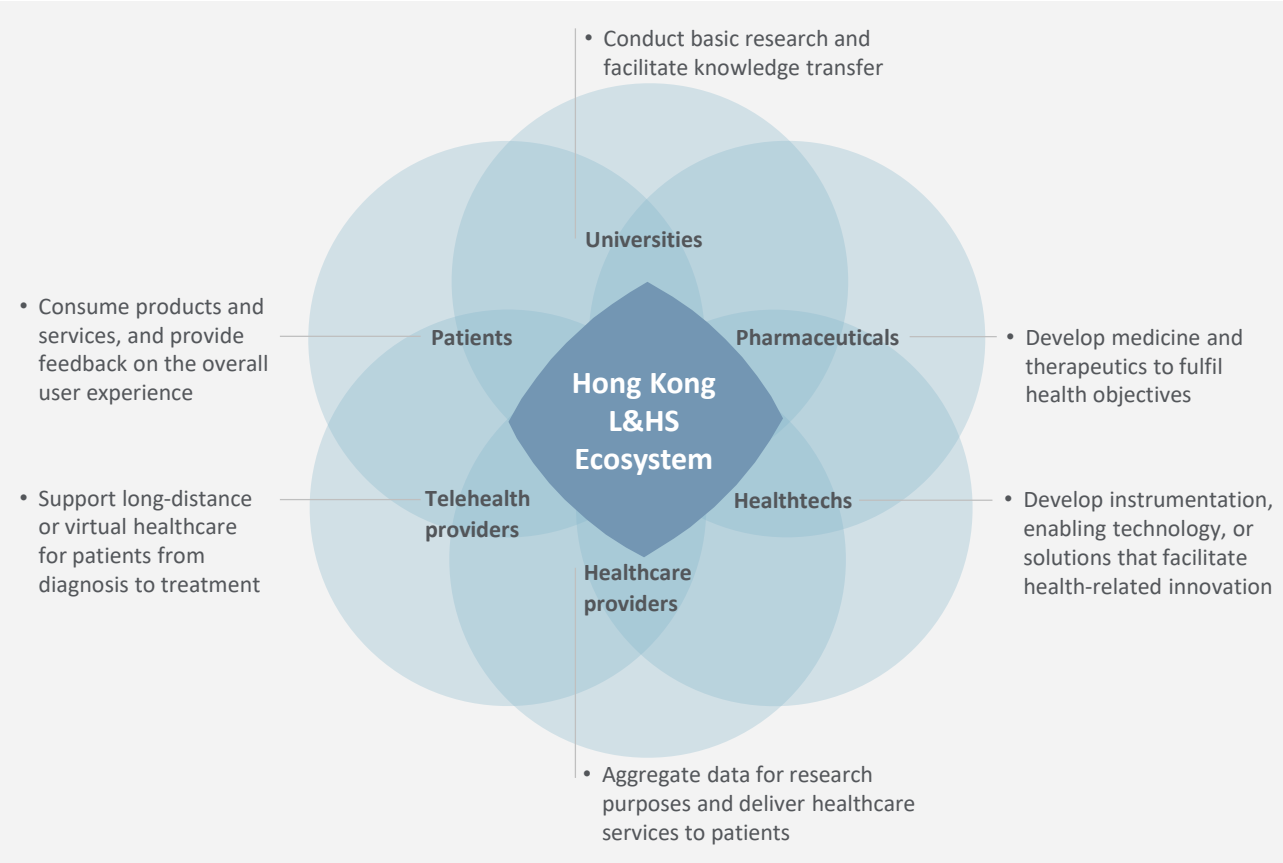 • Conduct basic research and
facilitate knowledge transfer
Universities
• Consume products and
services, and provide
feedback on the overall
user experience
Patients
Pharmaceuticals
• Develop medicine and
therapeutics to fulfil
health objectives
Hong Kong
L&HS
Ecosystem
• Support long-distance
or virtual healthcare
for patients from
diagnosis to treatment
Telehealth
providers
Healthtechs
• Develop instrumentation,
enabling technology, or
solutions that facilitate
health-related innovation
Healthcare
providers
• Aggregate data for research
purposes and deliver healthcare
services to patients